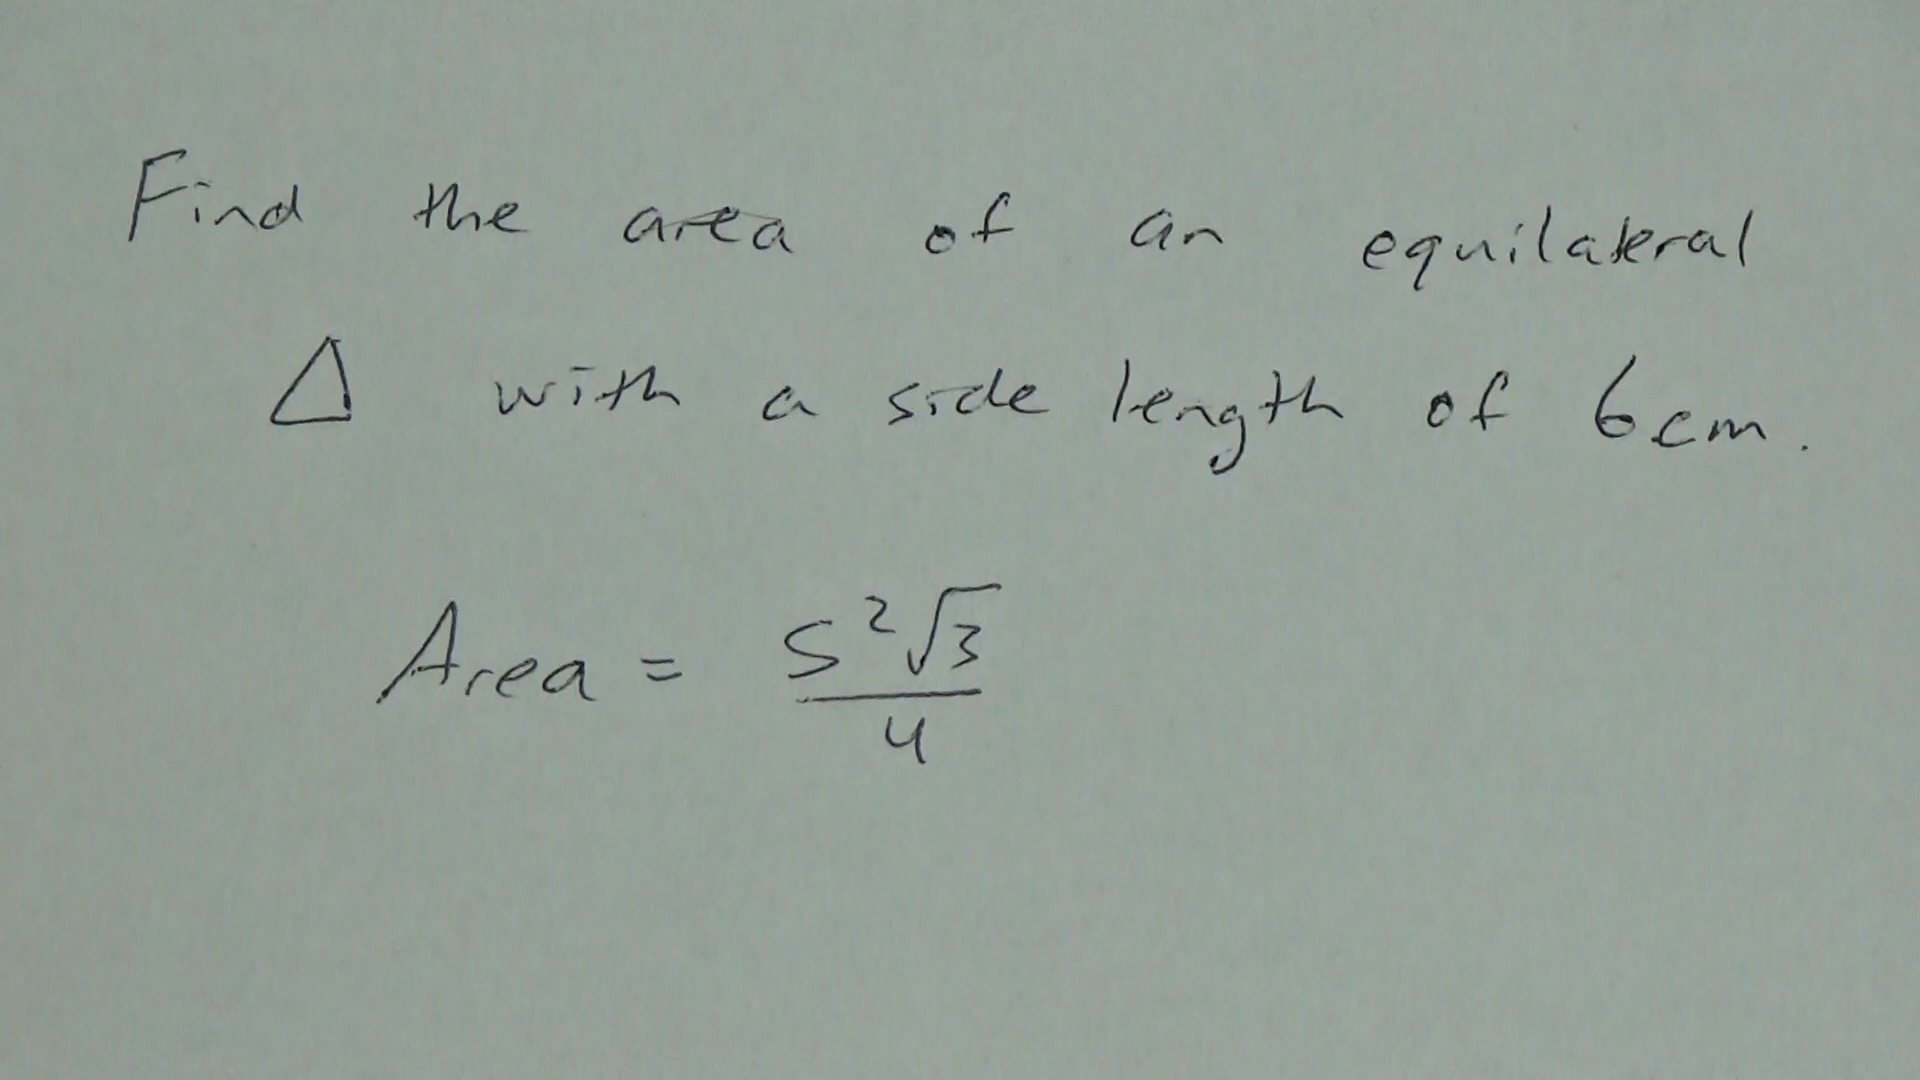 Find the area of an equilateral
Δ with a side length of 6cm.
Area = s²√3/4